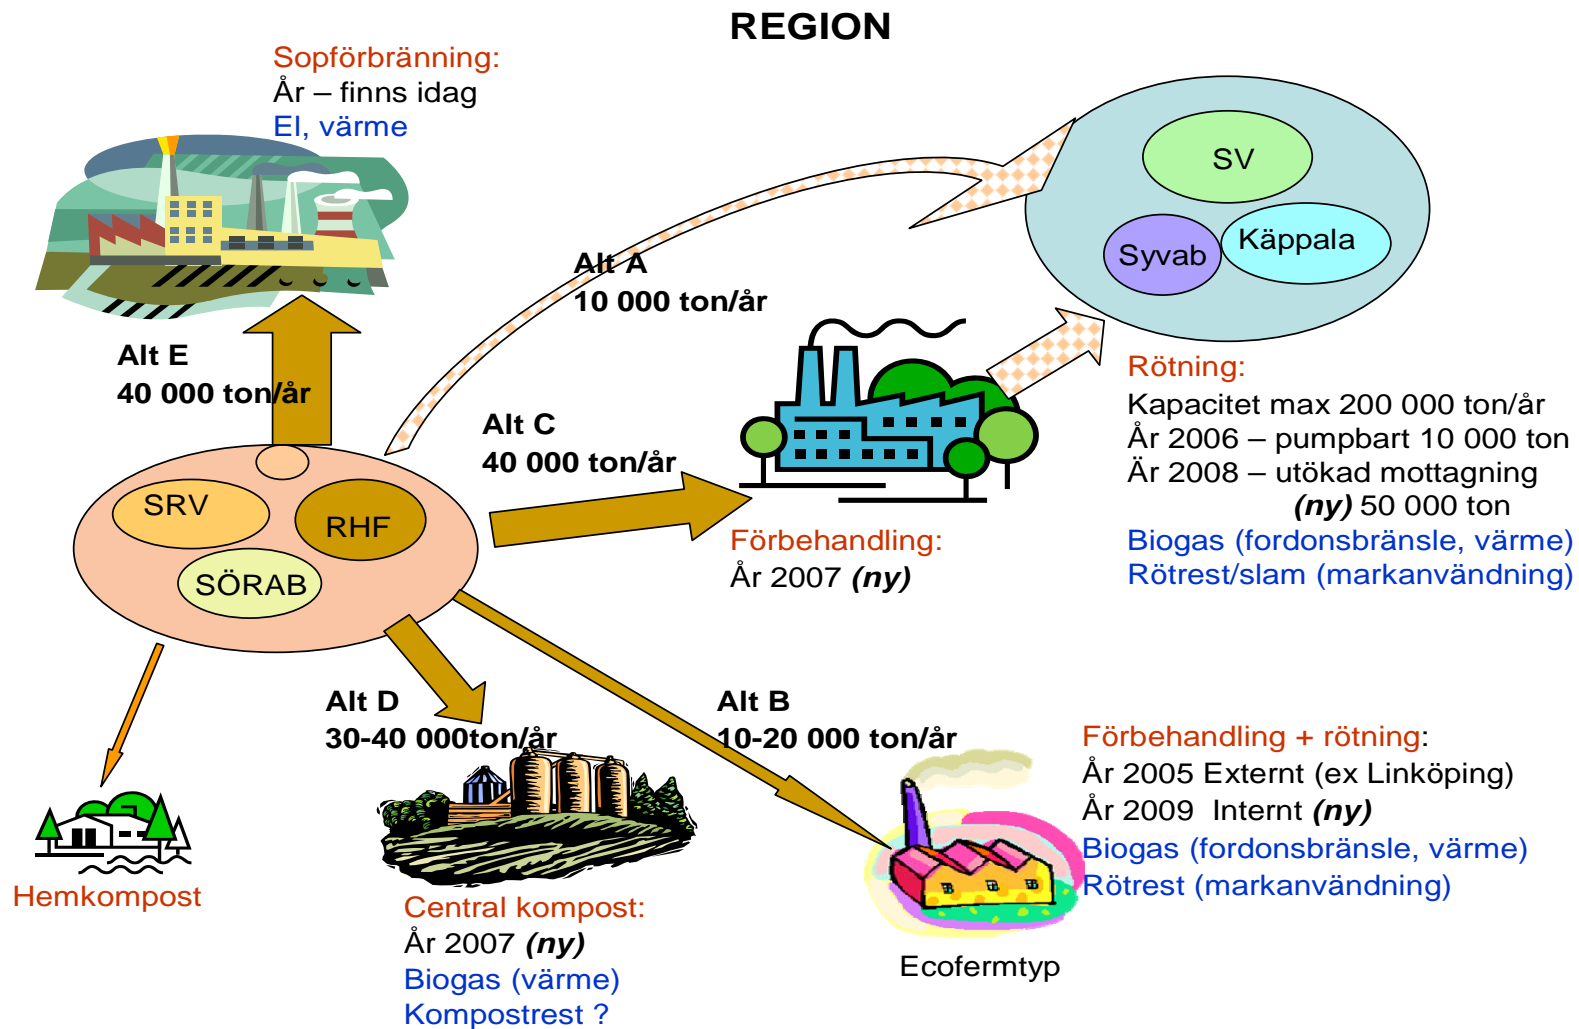 REGION
Sopförbränning:
År – finns idag
El, värme
SV
Syvab
Käppala
Alt A
10 000 ton/år
Alt E
40 000 ton/år
Alt C
40 000 ton/år
Rötning:
Kapacitet max 200 000 ton/år
År 2006 – pumpbart 10 000 ton
Är 2008 – utökad mottagning
(ny) 50 000 ton
Biogas (fordonsbränsle, värme)
Rötrest/slam (markanvändning)
SRV
RHF
SÖRAB
Förbehandling:
År 2007 (ny)
Alt D
30-40 000ton/år
Alt B
10-20 000 ton/år
Förbehandling + rötning:
År 2005 Externt (ex Linköping)
År 2009 Internt (ny)
Biogas (fordonsbränsle, värme)
Rötrest (markanvändning)
Hemkompost
Central kompost:
År 2007 (ny)
Biogas (värme)
Kompostrest ?
Ecofermtyp